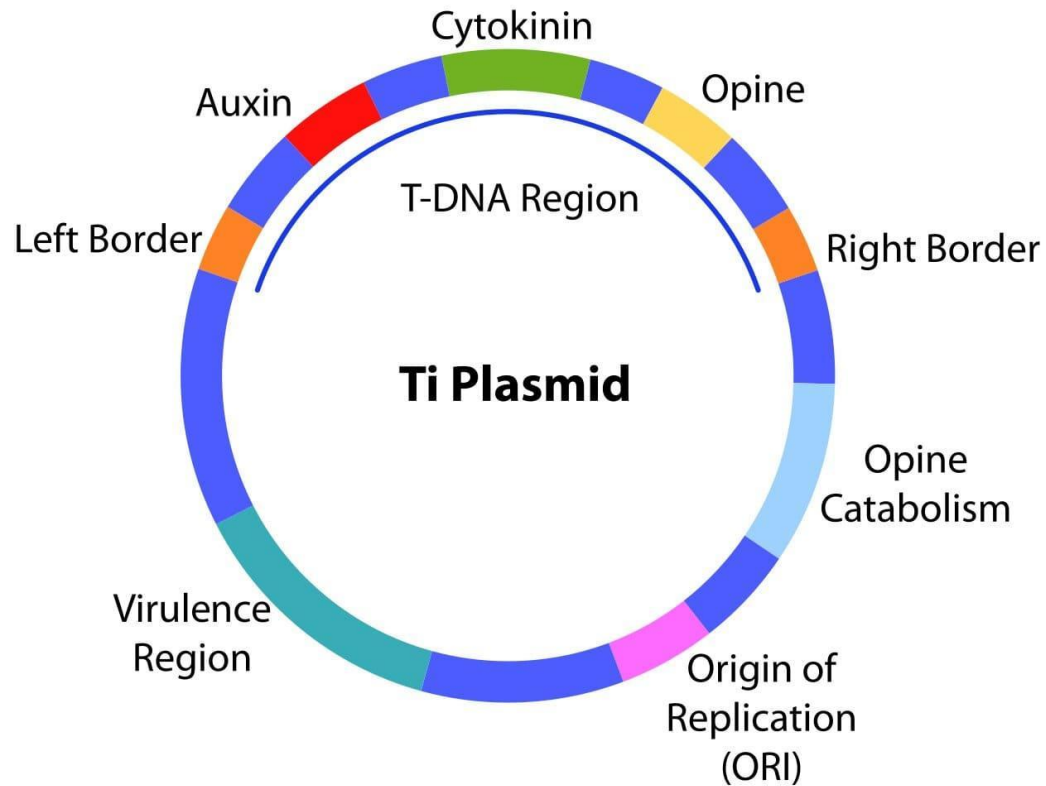 Cytokinin
Auxin
Opine
T-DNA Region
Left Border
Right Border
Ti Plasmid
Opine
Catabolism
Virulence
Region
Origin of
Replication
(ORI)